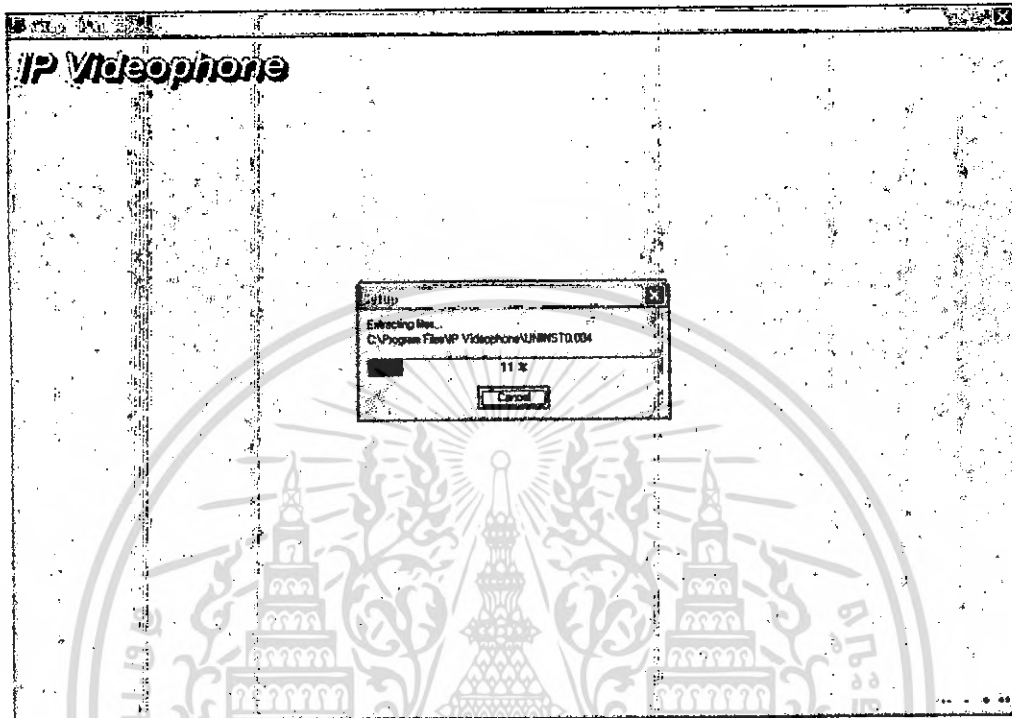 IP Videophone
Setup
Extracting files...
C:\Program Files\IP Videophone\UNINST0.004
11 %
Cancel